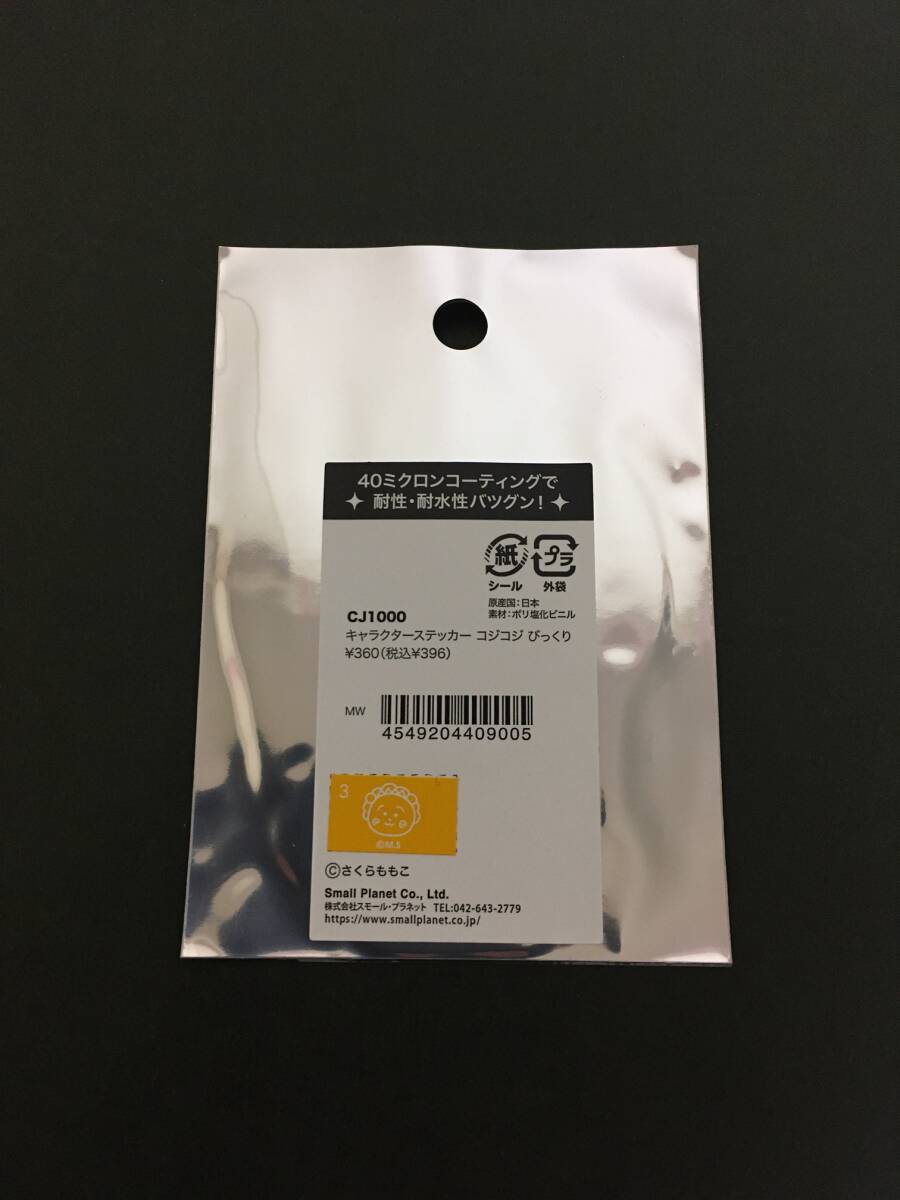 40ミクロンコーティングで
耐性・耐水性バツグン！
紙
プラ
シール
外袋
原産国：日本
素材：ポリ塩化ビニル
CJ1000
キャラクターステッカー コジコジ びっくり
¥360（税込¥396）
MW
4549204409005
3
©M.S
©さくらももこ
Small Planet Co., Ltd.
株式会社スモール・プラネット TEL:042-643-2779
https://www.smallplanet.co.jp/